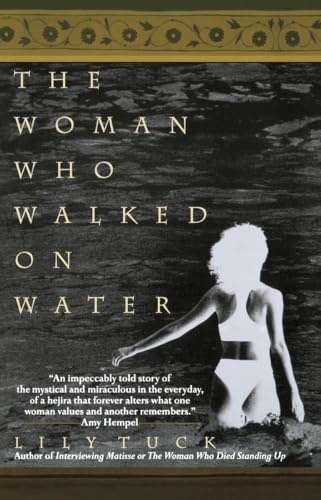 THE
WOMAN
WHO
WALKED
ON
WATER
“An impeccably told story of
the mystical and miraculous in the everyday,
of a hejira that forever alters what one
woman values and another remembers.”
Amy Hempel
LILY TUCK
Author of Interviewing Matisse or The Woman Who Died Standing Up